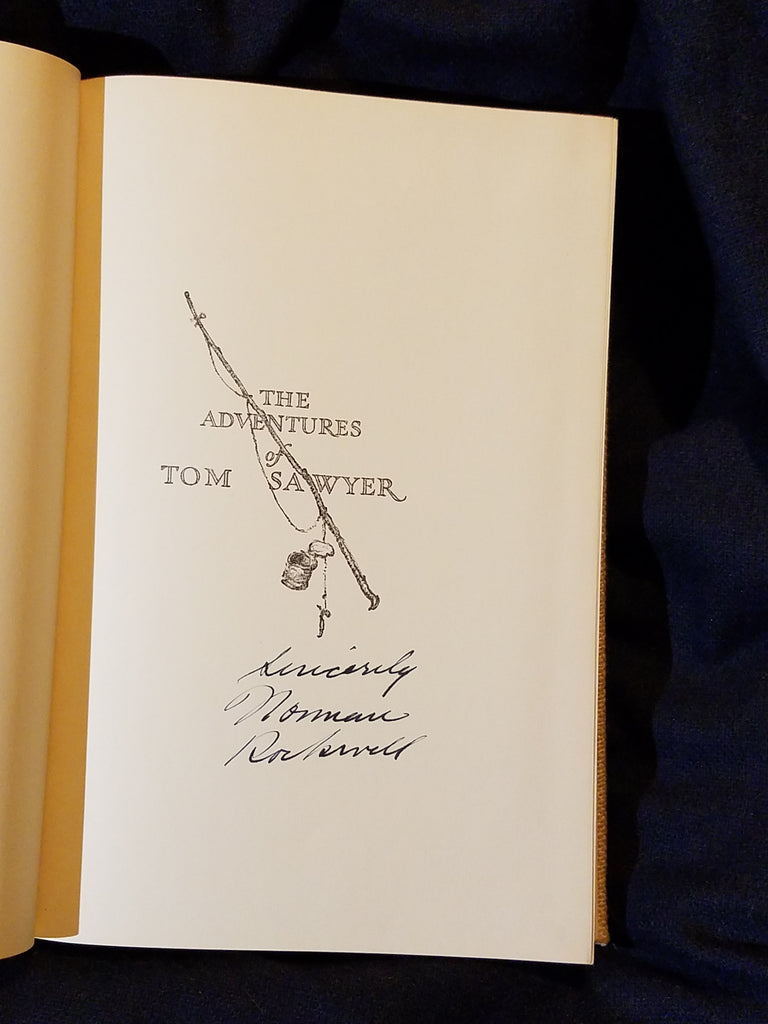 THE
ADVENTURES
of
TOM SAWYER
Sincerely
Norman
Rockwell